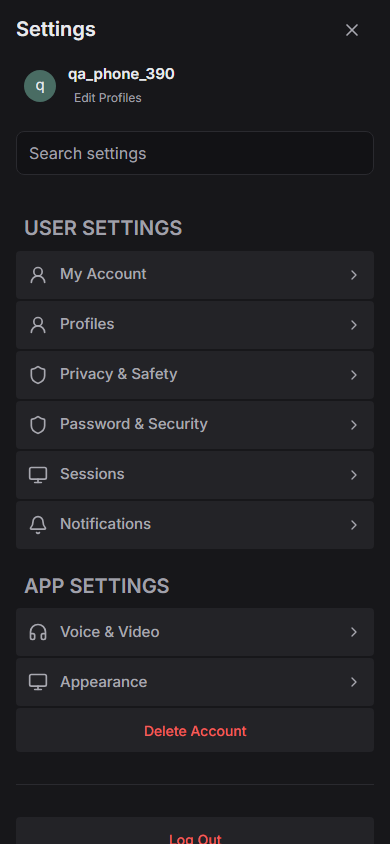 Settings
q
qa_phone_390
Edit Profiles
Search settings
USER SETTINGS
My Account
Profiles
Privacy & Safety
Password & Security
Sessions
Notifications
APP SETTINGS
Voice & Video
Appearance
Delete Account
Log Out